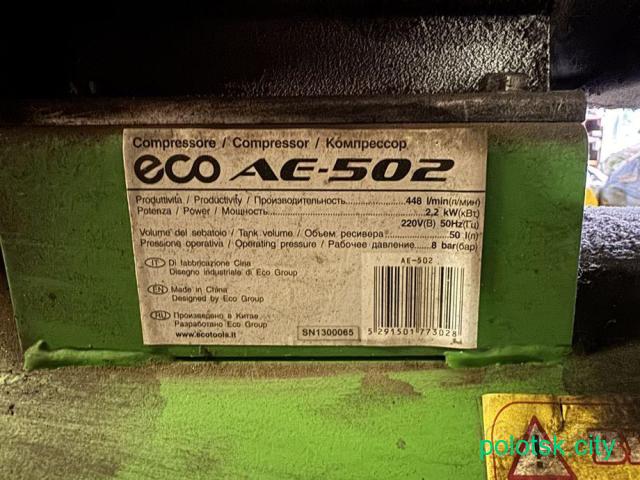 Compressore / Compressor / Компрессор
eco AE-502
Produttivita / Productivity / Производительность....................448 l/min(л/мин)
Potenza / Power / Мощность....................2,2 kW(кВт)
220V(В) 50Hz(Гц)
Volume del sebatoio / Tank volume / Объем ресивера....................50 l(л)
Pressione operativa / Operating pressure / Рабочее давление........8 bar(бар)
IT Di fabbricazione Cina
Disegno industriale di Eco Group
EN Made in China
Designed by Eco Group
RU Произведено в Китае
Разработано Eco Group
www.ecotools.it
SN1300065
AE-502
5 291501 773028
polotsk.city